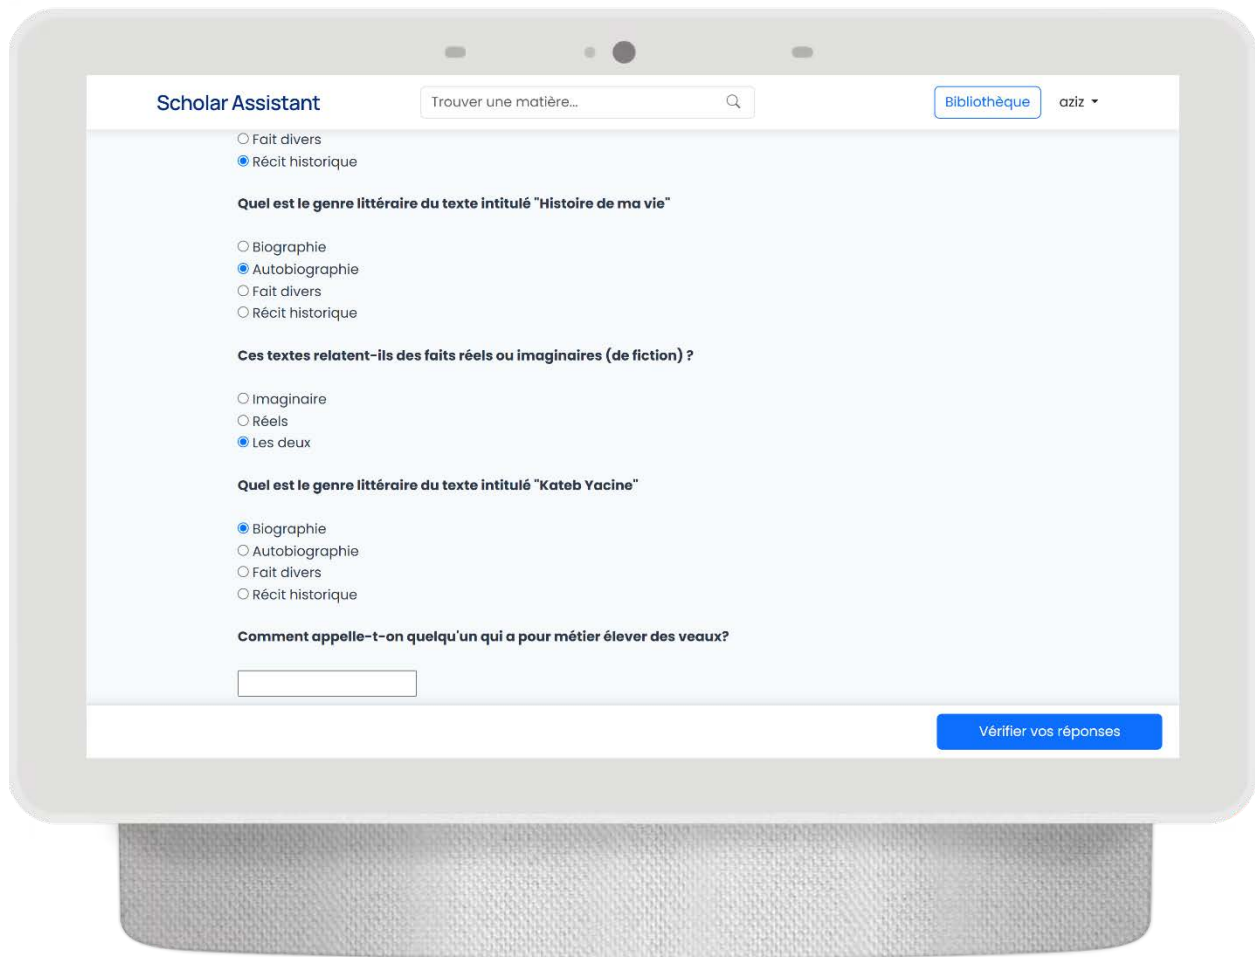 Scholar Assistant
Trouver une matière...
Bibliothèque
aziz
Fait divers
Récit historique
Quel est le genre littéraire du texte intitulé "Histoire de ma vie"
Biographie
Autobiographie
Fait divers
Récit historique
Ces textes relatent-ils des faits réels ou imaginaires (de fiction) ?
Imaginaire
Réels
Les deux
Quel est le genre littéraire du texte intitulé "Kateb Yacine"
Biographie
Autobiographie
Fait divers
Récit historique
Comment appelle-t-on quelqu'un qui a pour métier élever des veaux?
Vérifier vos réponses